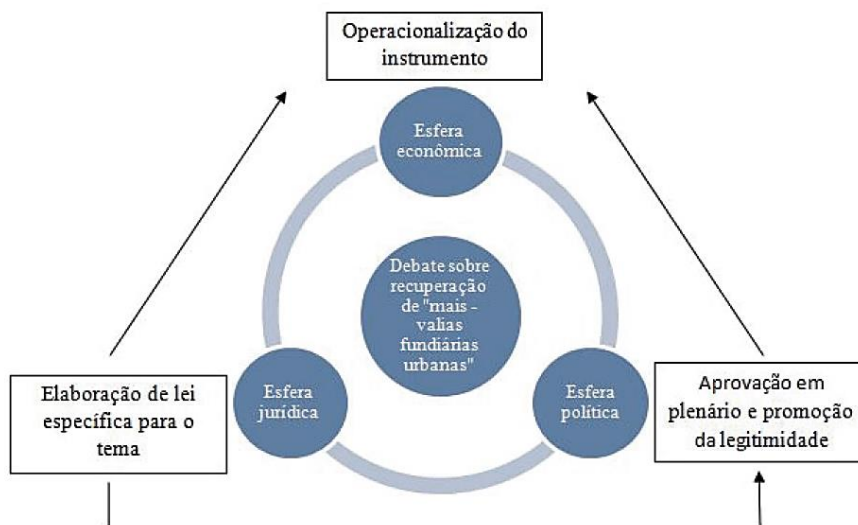 Operacionalização do
instrumento
Esfera
econômica
Debate sobre
recuperação
de "mais -
valias
fundiárias
urbanas"
Elaboração de lei
específica para o
tema
Esfera
jurídica
Esfera
política
Aprovação em
plenário e promoção
da legitimidade